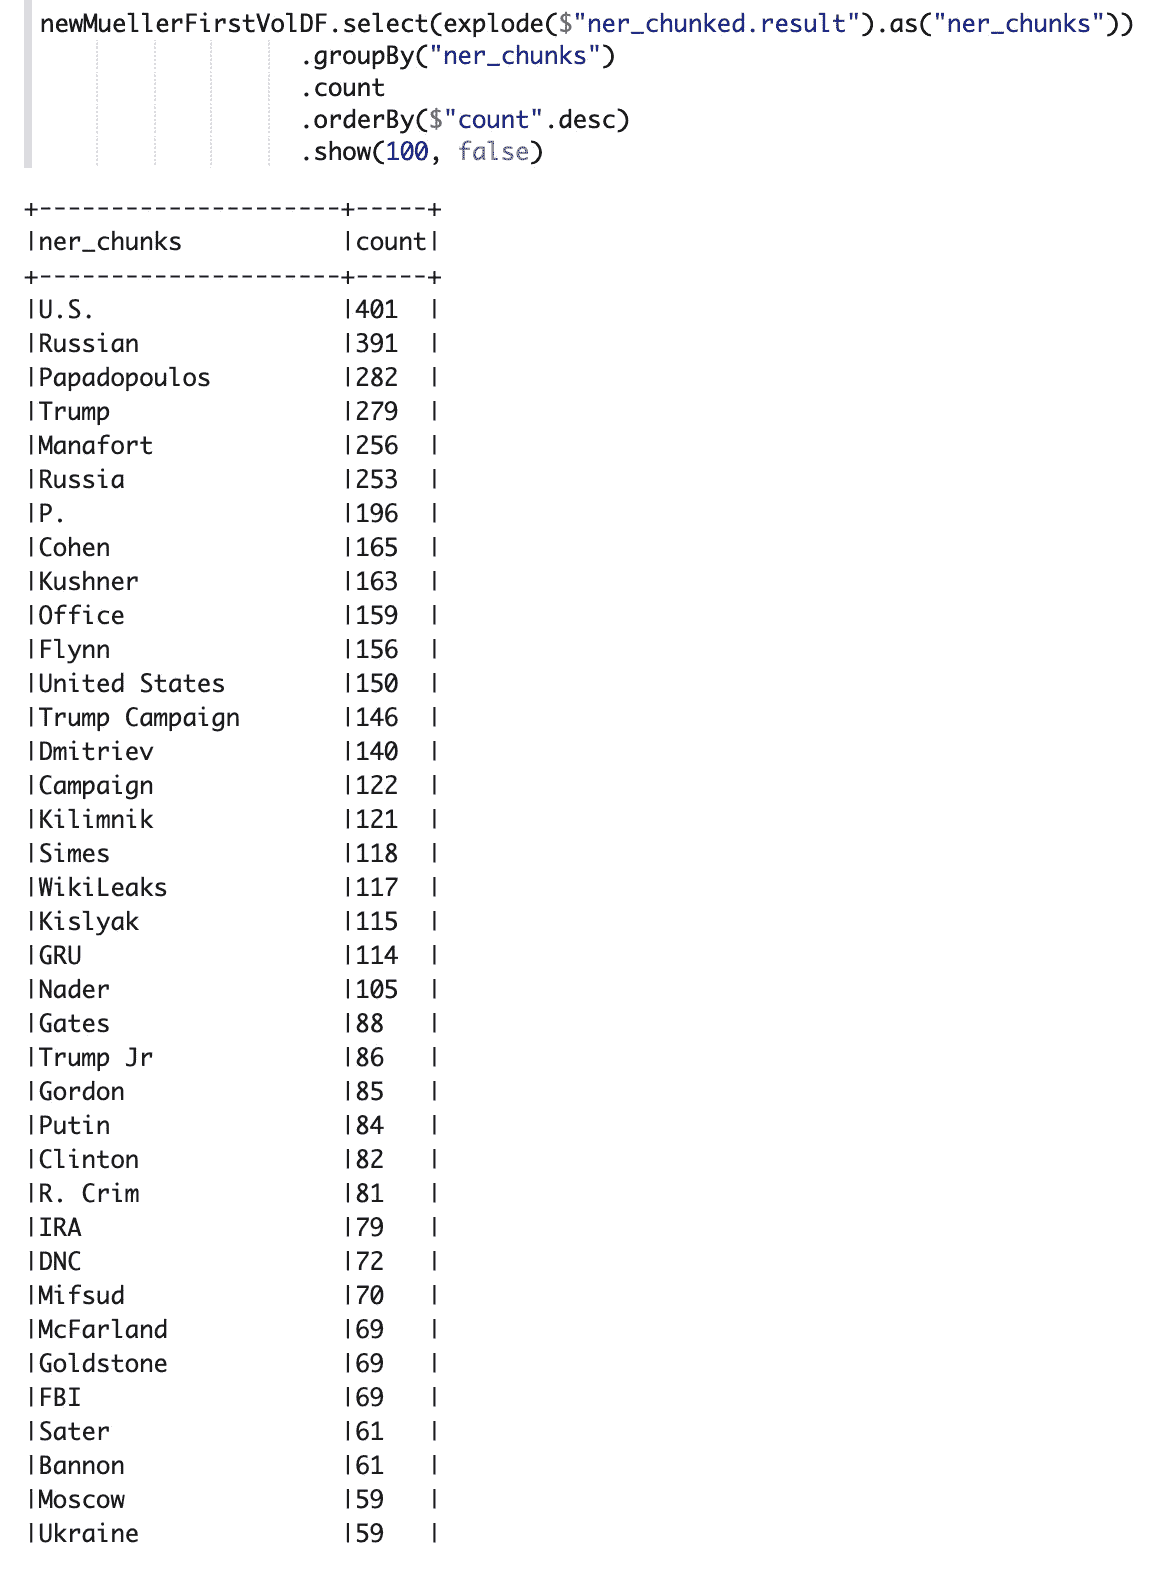 newMuellerFirstVolDF.select(explode($"ner_chunked.result").as("ner_chunks"))
.groupBy("ner_chunks")
.count
.orderBy($"count".desc)
.show(100, false)
+---------------------+-----+
|ner_chunks           |count|
+---------------------+-----+
|U.S.                 |401  |
|Russian              |391  |
|Papadopoulos         |282  |
|Trump                |279  |
|Manafort             |256  |
|Russia               |253  |
|P.                   |196  |
|Cohen                |165  |
|Kushner              |163  |
|Office               |159  |
|Flynn                |156  |
|United States        |150  |
|Trump Campaign       |146  |
|Dmitriev             |140  |
|Campaign             |122  |
|Kilimnik             |121  |
|Simes                |118  |
|WikiLeaks            |117  |
|Kislyak              |115  |
|GRU                  |114  |
|Nader                |105  |
|Gates                |88   |
|Trump Jr             |86   |
|Gordon               |85   |
|Putin                |84   |
|Clinton              |82   |
|R. Crim              |81   |
|IRA                  |79   |
|DNC                  |72   |
|Mifsud               |70   |
|McFarland            |69   |
|Goldstone            |69   |
|FBI                  |69   |
|Sater                |61   |
|Bannon               |61   |
|Moscow               |59   |
|Ukraine              |59   |